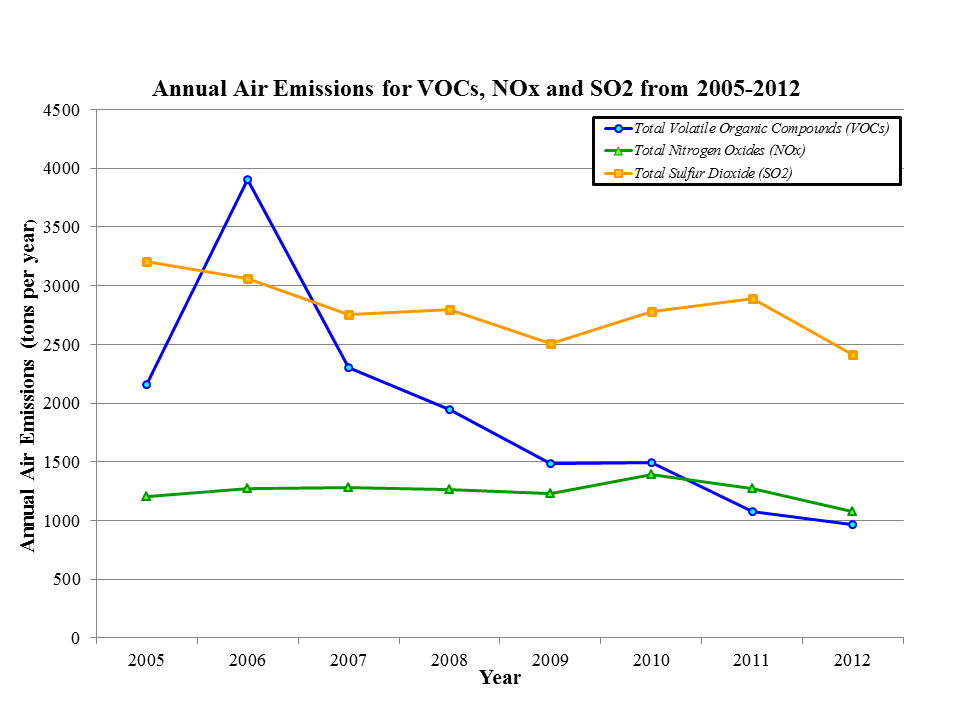 Annual Air Emissions for VOCs, NOx and SO2 from 2005-2012
Total Volatile Organic Compounds (VOCs)
Total Nitrogen Oxides (NOx)
Total Sulfur Dioxide (SO2)
Annual Air Emissions (tons per year)
4500
4000
3500
3000
2500
2000
1500
1000
500
0
2005 2006 2007 2008 2009 2010 2011 2012
Year